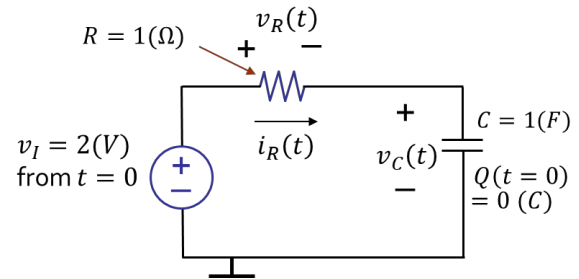 R = 1(Ω)
+ v_R(t) −
i_R(t)
v_I = 2(V)
from t = 0
+
−
+
v_C(t)
−
C = 1(F)
Q(t = 0)
= 0 (C)